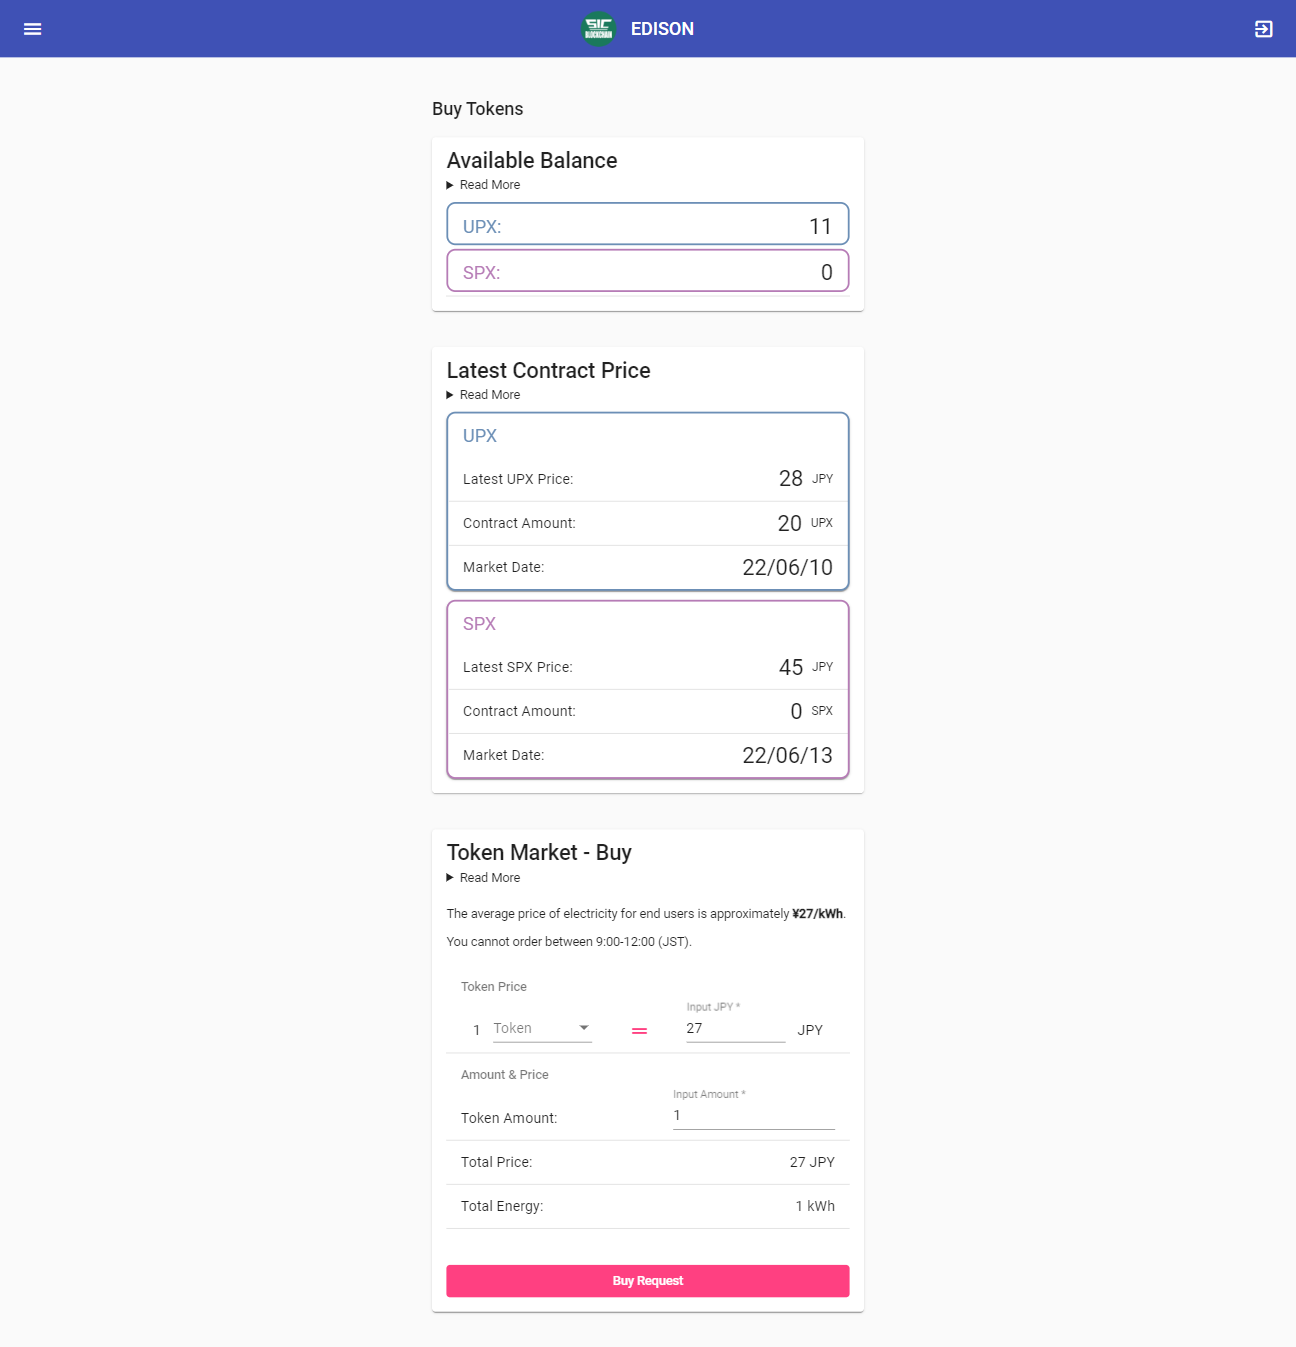 SIC
BLOCKCHAIN
EDISON
Buy Tokens
Available Balance
Read More
UPX: 11
SPX: 0
Latest Contract Price
Read More
UPX
Latest UPX Price: 28 JPY
Contract Amount: 20 UPX
Market Date: 22/06/10
SPX
Latest SPX Price: 45 JPY
Contract Amount: 0 SPX
Market Date: 22/06/13
Token Market - Buy
Read More
The average price of electricity for end users is approximately ¥27/kWh.
You cannot order between 9:00-12:00 (JST).
Token Price
Input JPY *
1 Token = 27 JPY
Amount & Price
Input Amount *
Token Amount: 1
Total Price: 27 JPY
Total Energy: 1 kWh
Buy Request